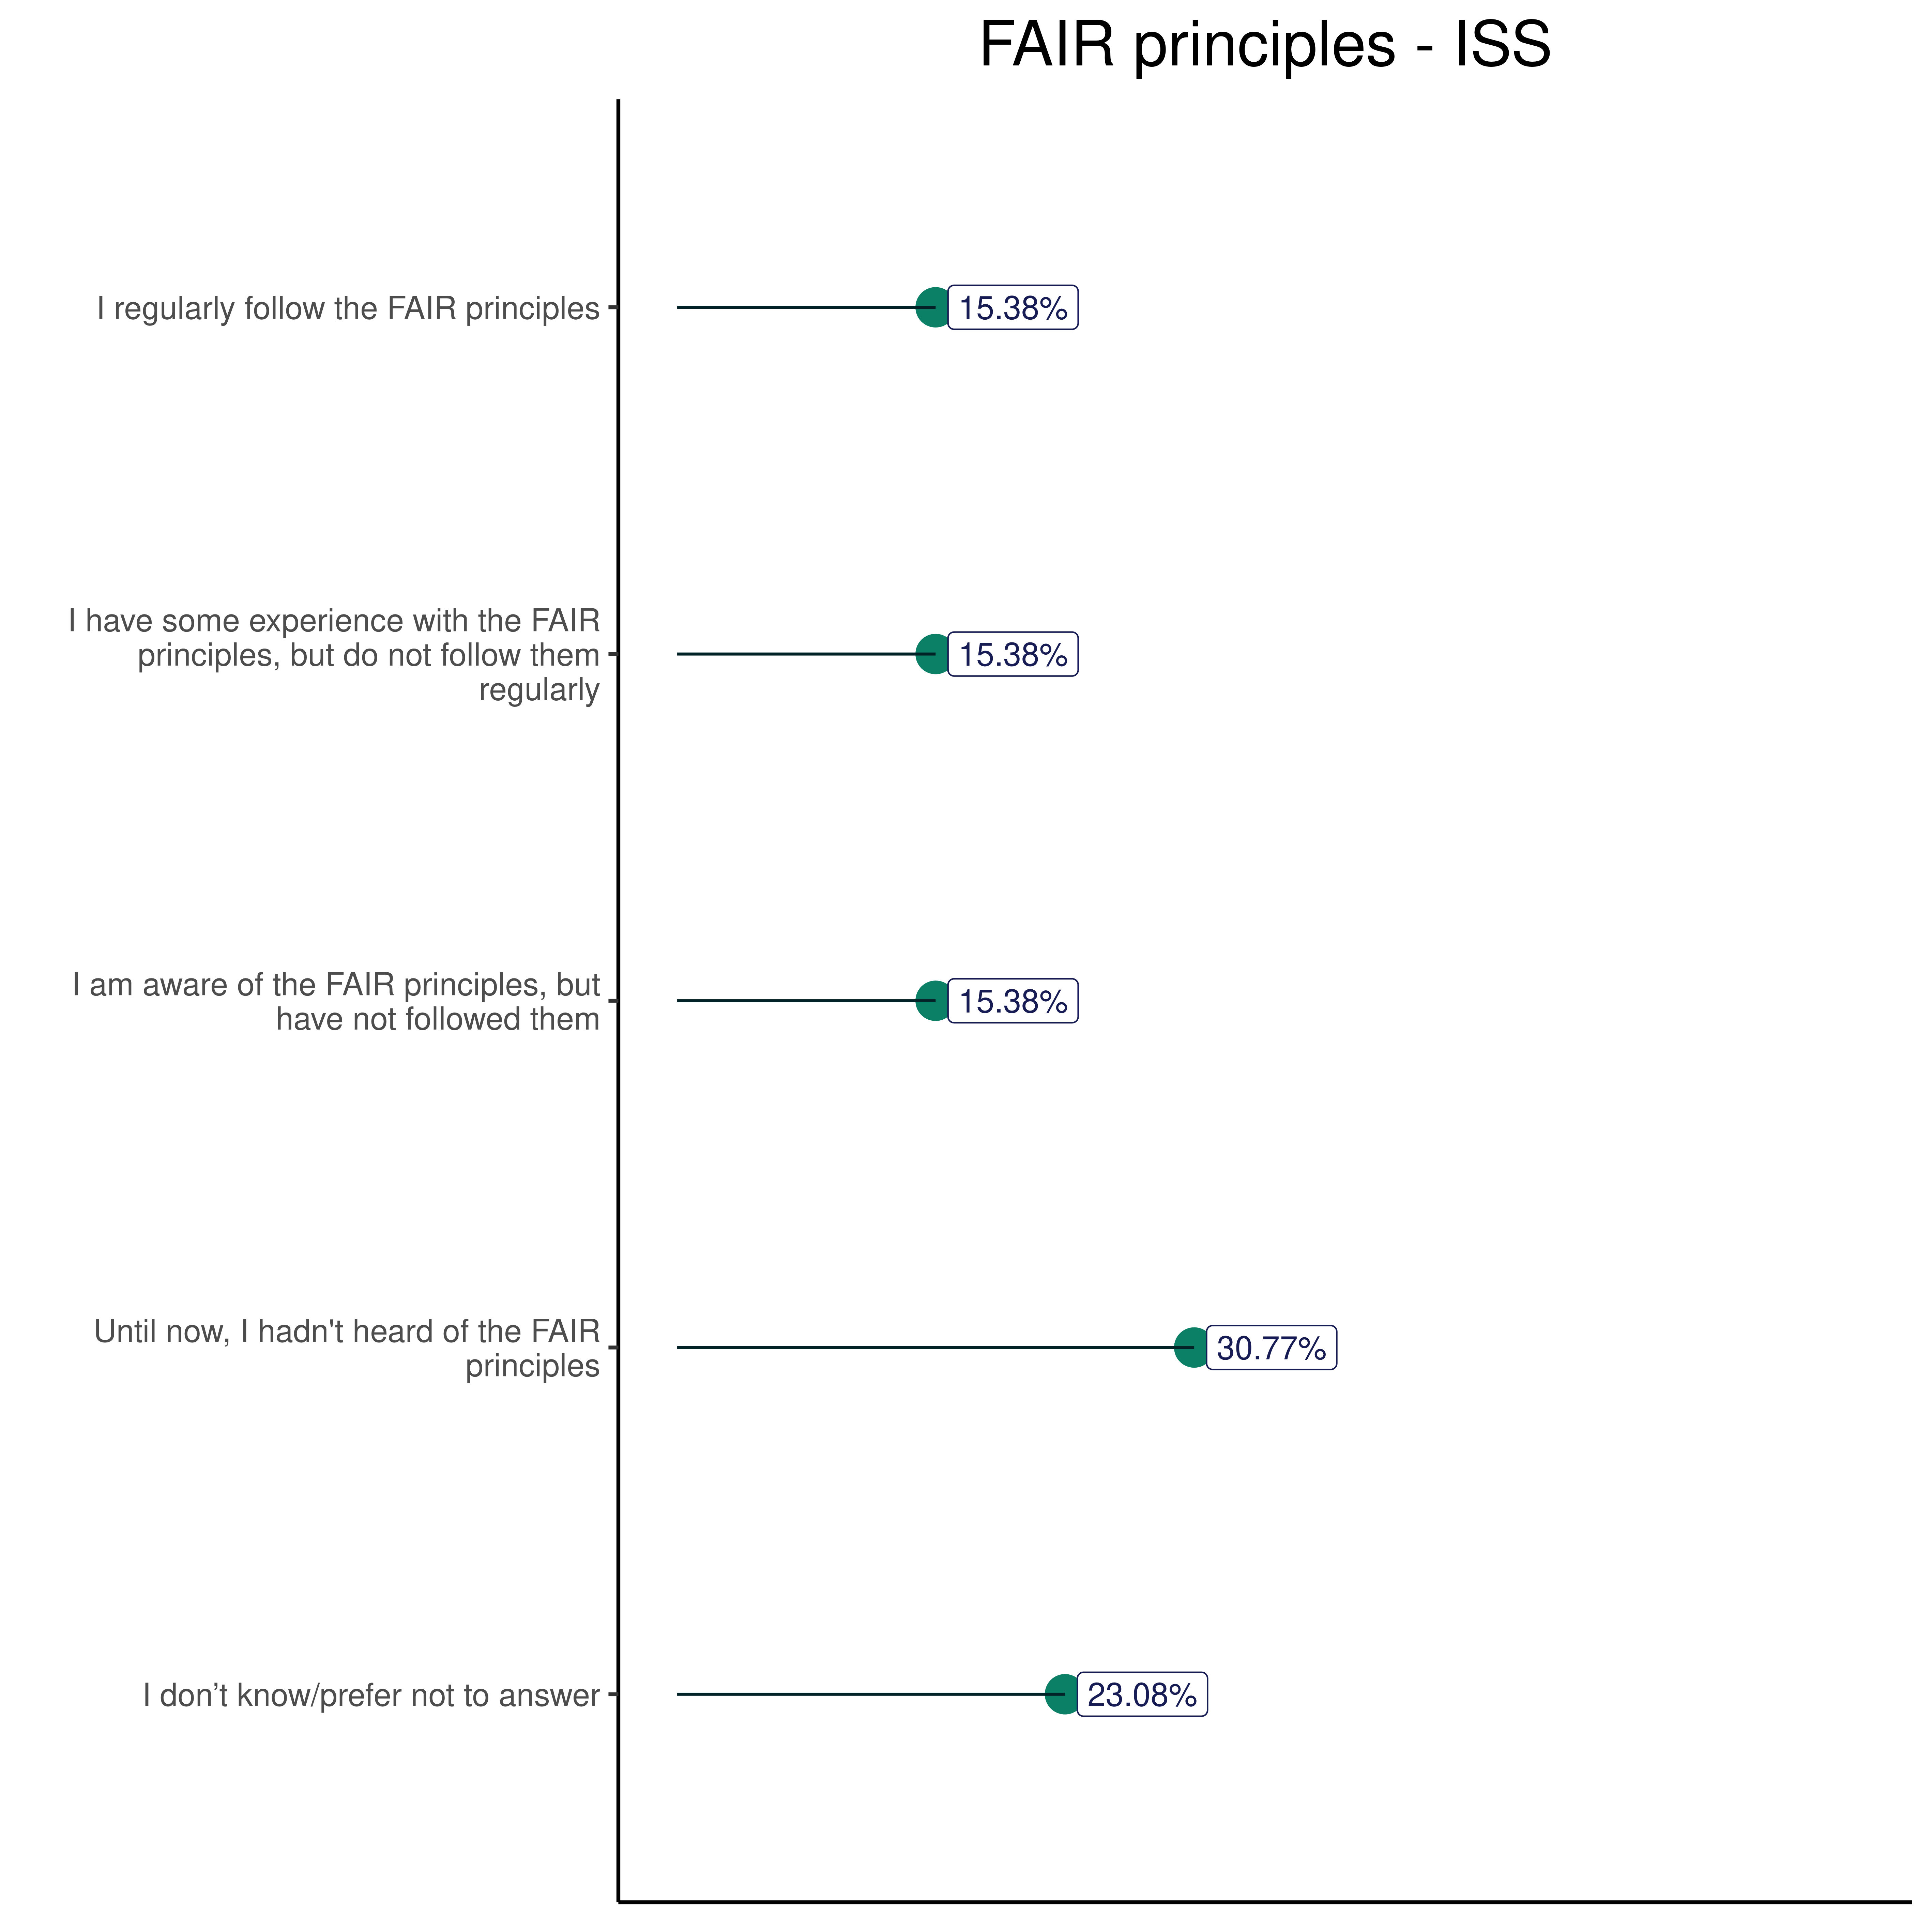 FAIR principles - ISS
I regularly follow the FAIR principles
15.38%
I have some experience with the FAIR
principles, but do not follow them
regularly
15.38%
I am aware of the FAIR principles, but
have not followed them
15.38%
Until now, I hadn't heard of the FAIR
principles
30.77%
I don’t know/prefer not to answer
23.08%